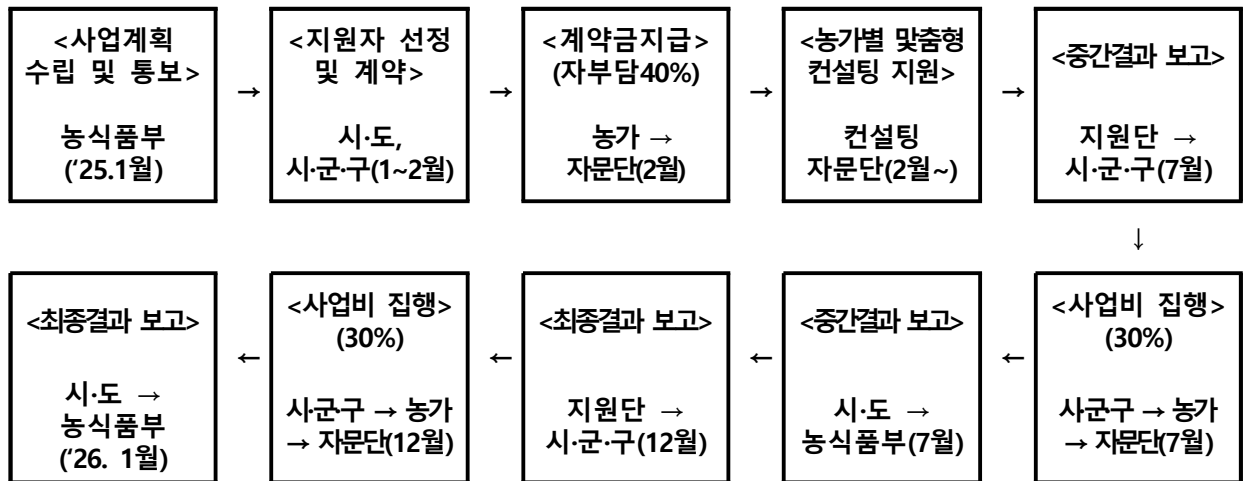 <사업계획
수립 및 통보>
농식품부
(‘25.1월)
→
<지원자 선정
및 계약>
시·도,
시·군·구(1~2월)
→
<계약금지급>
(자부담40%)
농가 →
자문단(2월)
→
<농가별 맞춤형
컨설팅 지원>
컨설팅
자문단(2월~)
→
<중간결과 보고>
지원단 →
시·군·구(7월)
↓
<사업비 집행>
(30%)
사군구 → 농가
→ 자문단(7월)
←
<중간결과 보고>
시·도 →
농식품부(7월)
←
<최종결과 보고>
지원단 →
시·군·구(12월)
←
<사업비 집행>
(30%)
시·군구 → 농가
→ 자문단(12월)
←
<최종결과 보고>
시·도 →
농식품부
(‘26. 1월)